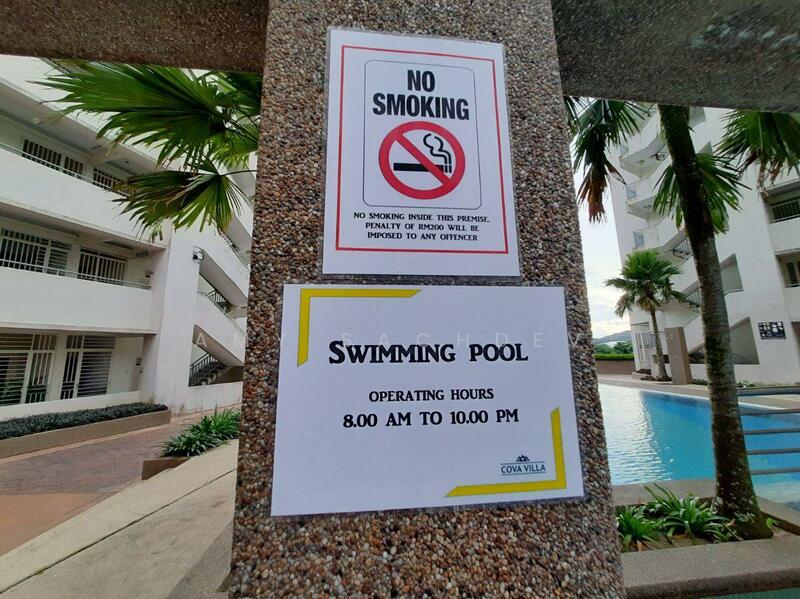 NO
SMOKING
NO SMOKING INSIDE THIS PREMISE.
PENALTY OF RM200 WILL BE
IMPOSED TO ANY OFFENCER
SWIMMING POOL
OPERATING HOURS
8.00 AM TO 10.00 PM
COVA VILLA